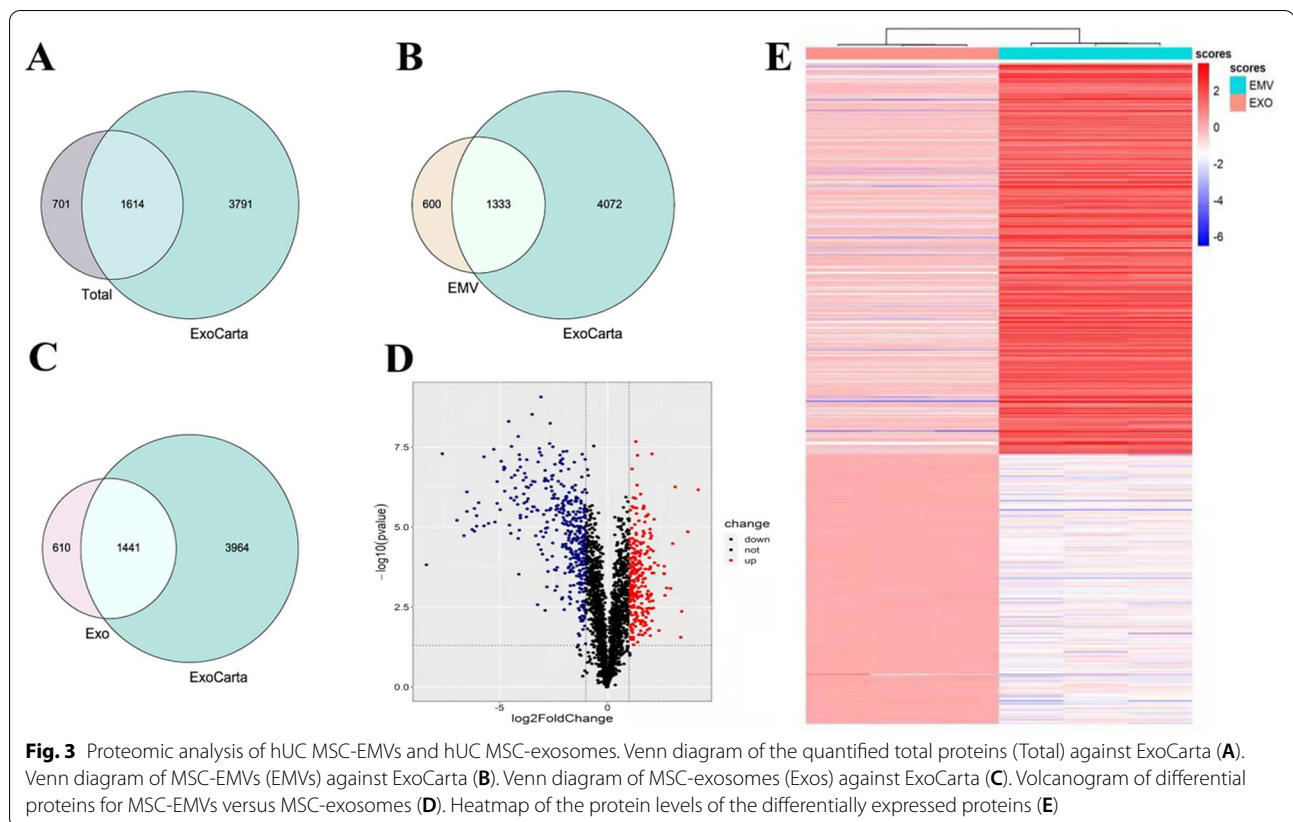 A
701
1614
3791
Total
ExoCarta
B
600
1333
4072
EMV
ExoCarta
C
610
1441
3964
Exo
ExoCarta
D
7.5
5.0
2.5
0.0
-log10(pvalue)
-5
0
log2FoldChange
change
down
not
up
E
scores
2
0
-2
-4
-6
scores
EMV
EXO
Fig. 3 Proteomic analysis of hUC MSC-EMVs and hUC MSC-exosomes. Venn diagram of the quantified total proteins (Total) against ExoCarta (A).
Venn diagram of MSC-EMVs (EMVs) against ExoCarta (B). Venn diagram of MSC-exosomes (Exos) against ExoCarta (C). Volcanogram of differential
proteins for MSC-EMVs versus MSC-exosomes (D). Heatmap of the protein levels of the differentially expressed proteins (E)